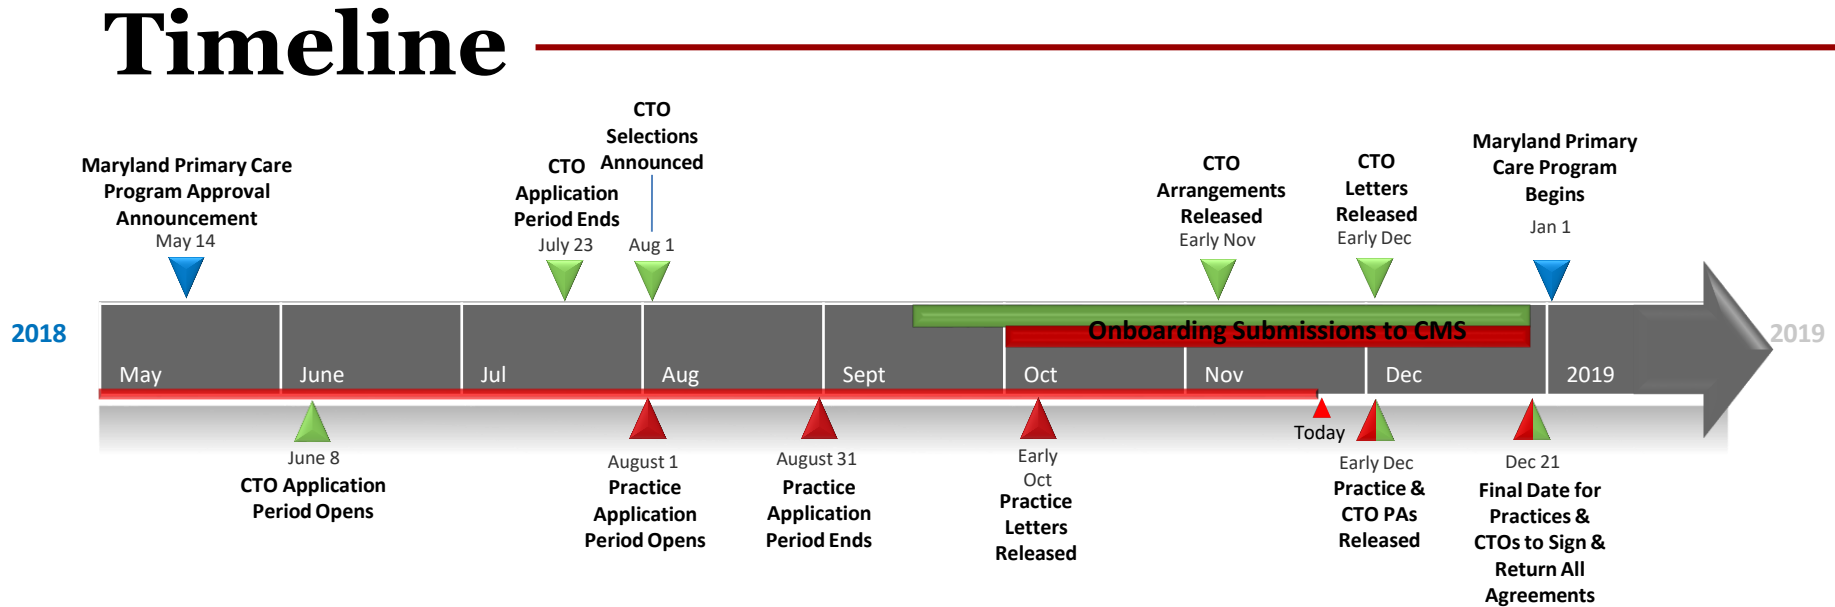 Timeline
Maryland Primary Care
Program Approval
Announcement
May 14
CTO
Application
Period Ends
July 23
CTO
Selections
Announced
Aug 1
CTO
Arrangements
Released
Early Nov
CTO
Letters
Released
Early Dec
Maryland Primary
Care Program
Begins
Jan 1
2018
Onboarding Submissions to CMS
2019
May
June
Jul
Aug
Sept
Oct
Nov
Dec
2019
June 8
CTO Application
Period Opens
August 1
Practice
Application
Period Opens
August 31
Practice
Application
Period Ends
Early
Oct
Practice
Letters
Released
Today
Early Dec
Practice &
CTO PAs
Released
Dec 21
Final Date for
Practices &
CTOs to Sign &
Return All
Agreements